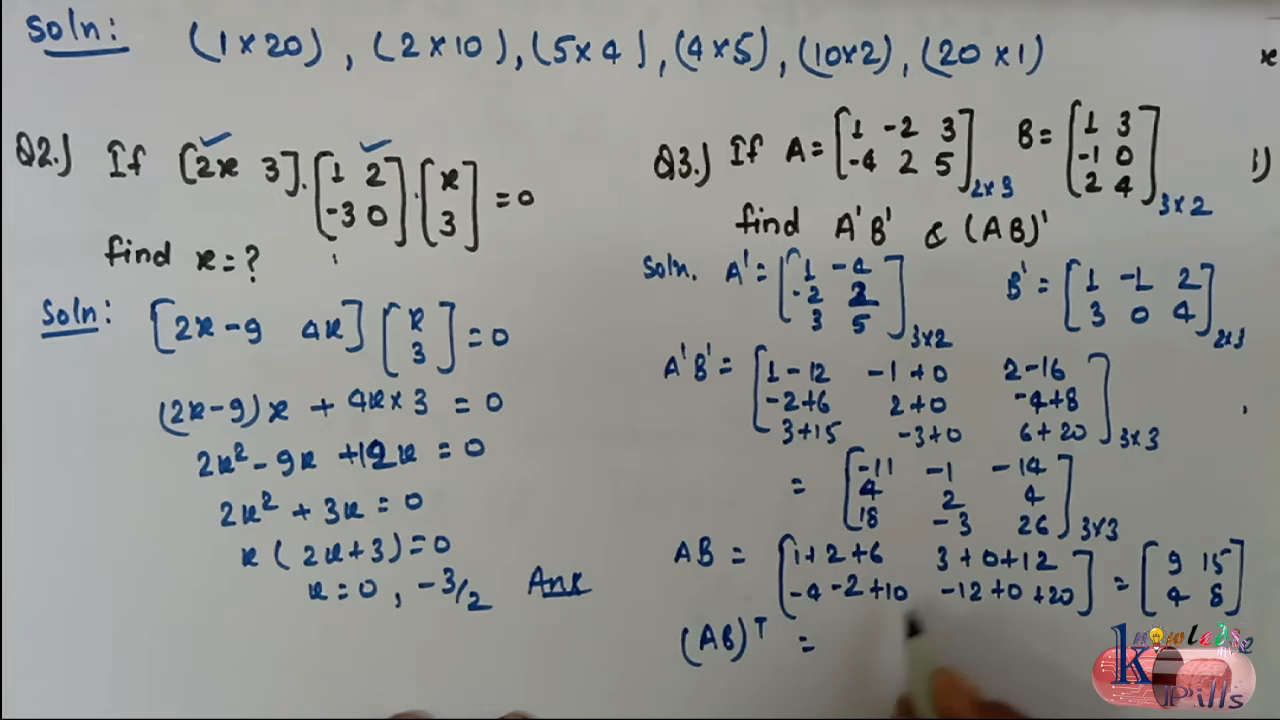 Soln: (1×20), (2×10), (5×4), (4×5), (10×2), (20×1)
x
Q2.) If [2x 3].[1 2
-3 0].[x
3] = 0
find x = ?
Soln: [2x-9 4x] [x
3] = 0
(2x-9)x + 4x×3 = 0
2x² - 9x + 12x = 0
2x² + 3x = 0
x(2x+3) = 0
x = 0, -3/2 Ans
Q3.) If A = [1 -2 3
-4 2 5]2×3 B = [1 3
-1 0
2 4]3×2
find A'B' & (AB)'
Soln. A' = [1 -4
-2 2
3 5]3×2 B' = [1 -1 2
3 0 4]2×3
A'B' = [1-12 -1+0 2-16
-2+6 2+0 -4+8
3+15 -3+0 6+20]3×3
= [-11 -1 -14
4 2 4
18 -3 26]3×3
AB = [1+2+6 3+0+12
-4-2+10 -12+0+20] = [9 15
4 8]
(AB)ᵀ =
i)
Knowledge
Pills